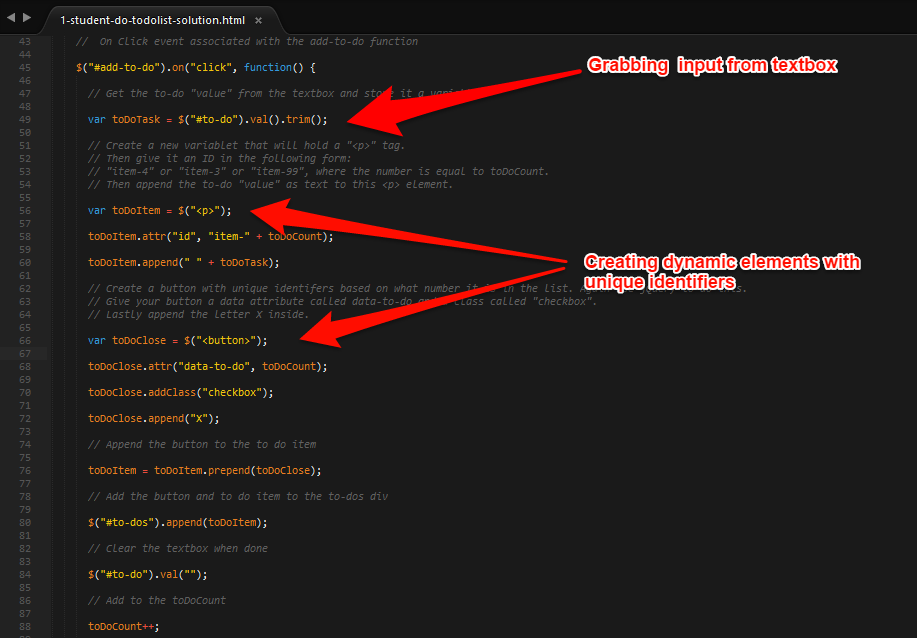 1-student-do-todolist-solution.html ×
43 // On Click event associated with the add-to-do function
44
45 $("#add-to-do").on("click", function() {
46
47 // Get the to-do "value" from the textbox and store it a
48
49 var toDoTask = $("#to-do").val().trim();
50
51 // Create a new variablet that will hold a "<p>" tag.
52 // Then give it an ID in the following form:
53 // "item-4" or "item-3" or "item-99", where the number is equal to toDoCount.
54 // Then append the to-do "value" as text to this <p> element.
55
56 var toDoItem = $("<p>");
57
58 toDoItem.attr("id", "item-" + toDoCount);
59
60 toDoItem.append(" " + toDoTask);
61
62 // Create a button with unique identifers based on what number it is in the list.
63 // Give your button a data attribute called data-to-do and a class called "checkbox".
64 // Lastly append the letter X inside.
65
66 var toDoClose = $("<button>");
67
68 toDoClose.attr("data-to-do", toDoCount);
69
70 toDoClose.addClass("checkbox");
71
72 toDoClose.append("X");
73
74 // Append the button to the to do item
75
76 toDoItem = toDoItem.prepend(toDoClose);
77
78 // Add the button and to do item to the to-dos div
79
80 $("#to-dos").append(toDoItem);
81
82 // Clear the textbox when done
83
84 $("#to-do").val("");
85
86 // Add to the toDoCount
87
88 toDoCount++;
Grabbing input from textbox
Creating dynamic elements with
unique identifiers